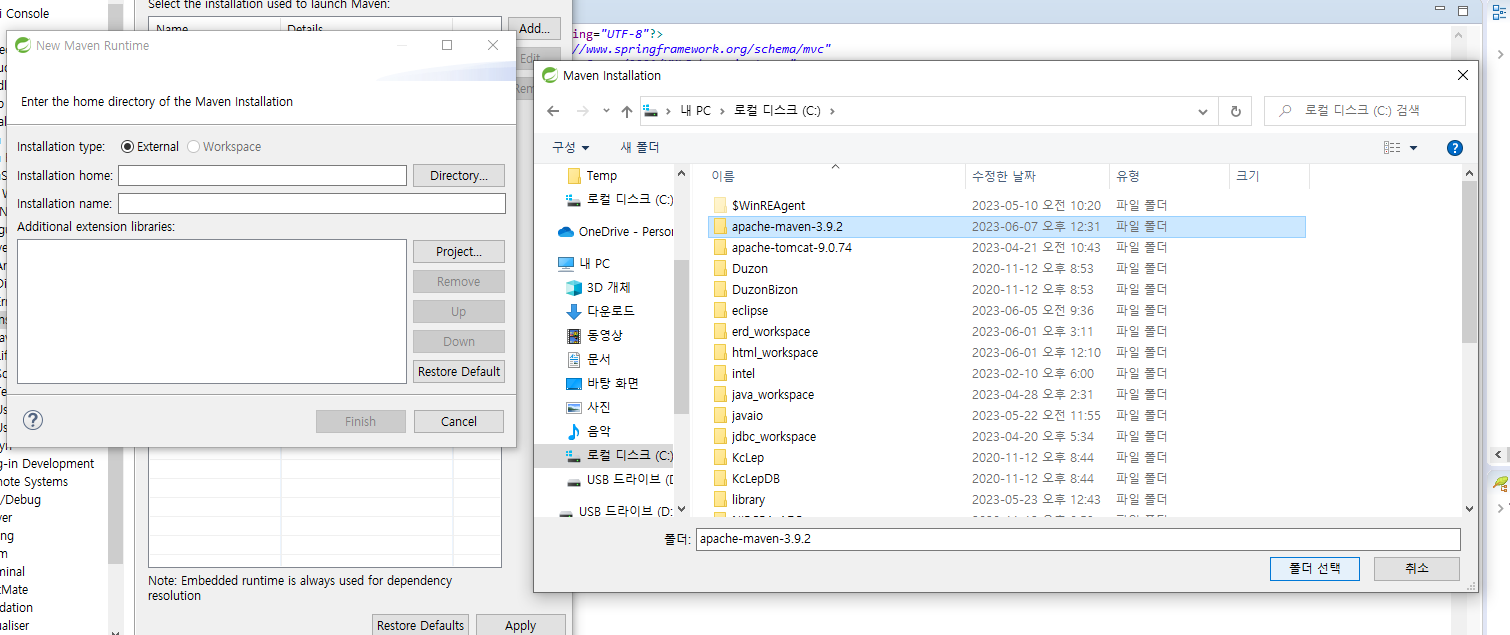 i Console
Select the installation used to launch Maven:
Name
Details
Add...
Edit
Rem
ing="UTF-8"?>
//www.springframework.org/schema/mvc"
New Maven Runtime
Enter the home directory of the Maven Installation
Installation type:
External
Workspace
Installation home:
Directory...
Installation name:
Additional extension libraries:
Project...
Remove
Up
Down
Restore Default
Finish
Cancel
g-in Development
note Systems
/Debug
ver
ng
m
minal
tMate
dation
ualiser
Note: Embedded runtime is always used for dependency
resolution
Restore Defaults
Apply
Maven Installation
내 PC
로컬 디스크 (C:)
로컬 디스크 (C:) 검색
구성
새 폴더
Temp
로컬 디스크 (C:)
OneDrive - Person
내 PC
3D 개체
다운로드
동영상
문서
바탕 화면
사진
음악
로컬 디스크 (C:)
USB 드라이브 (D
USB 드라이브 (D:
이름 수정한 날짜 유형 크기
$WinREAgent 2023-05-10 오전 10:20 파일 폴더
apache-maven-3.9.2 2023-06-07 오후 12:31 파일 폴더
apache-tomcat-9.0.74 2023-04-21 오전 10:43 파일 폴더
Duzon 2020-11-12 오후 8:53 파일 폴더
DuzonBizon 2020-11-12 오후 8:53 파일 폴더
eclipse 2023-06-05 오전 9:36 파일 폴더
erd_workspace 2023-06-01 오후 3:11 파일 폴더
html_workspace 2023-06-01 오후 12:10 파일 폴더
intel 2023-02-10 오후 6:00 파일 폴더
java_workspace 2023-04-28 오후 2:31 파일 폴더
javaio 2023-05-22 오전 11:55 파일 폴더
jdbc_workspace 2023-04-20 오후 5:34 파일 폴더
KcLep 2020-11-12 오후 8:44 파일 폴더
KcLepDB 2020-11-12 오후 8:44 파일 폴더
library 2023-05-23 오후 12:43 파일 폴더
폴더: apache-maven-3.9.2
폴더 선택
취소